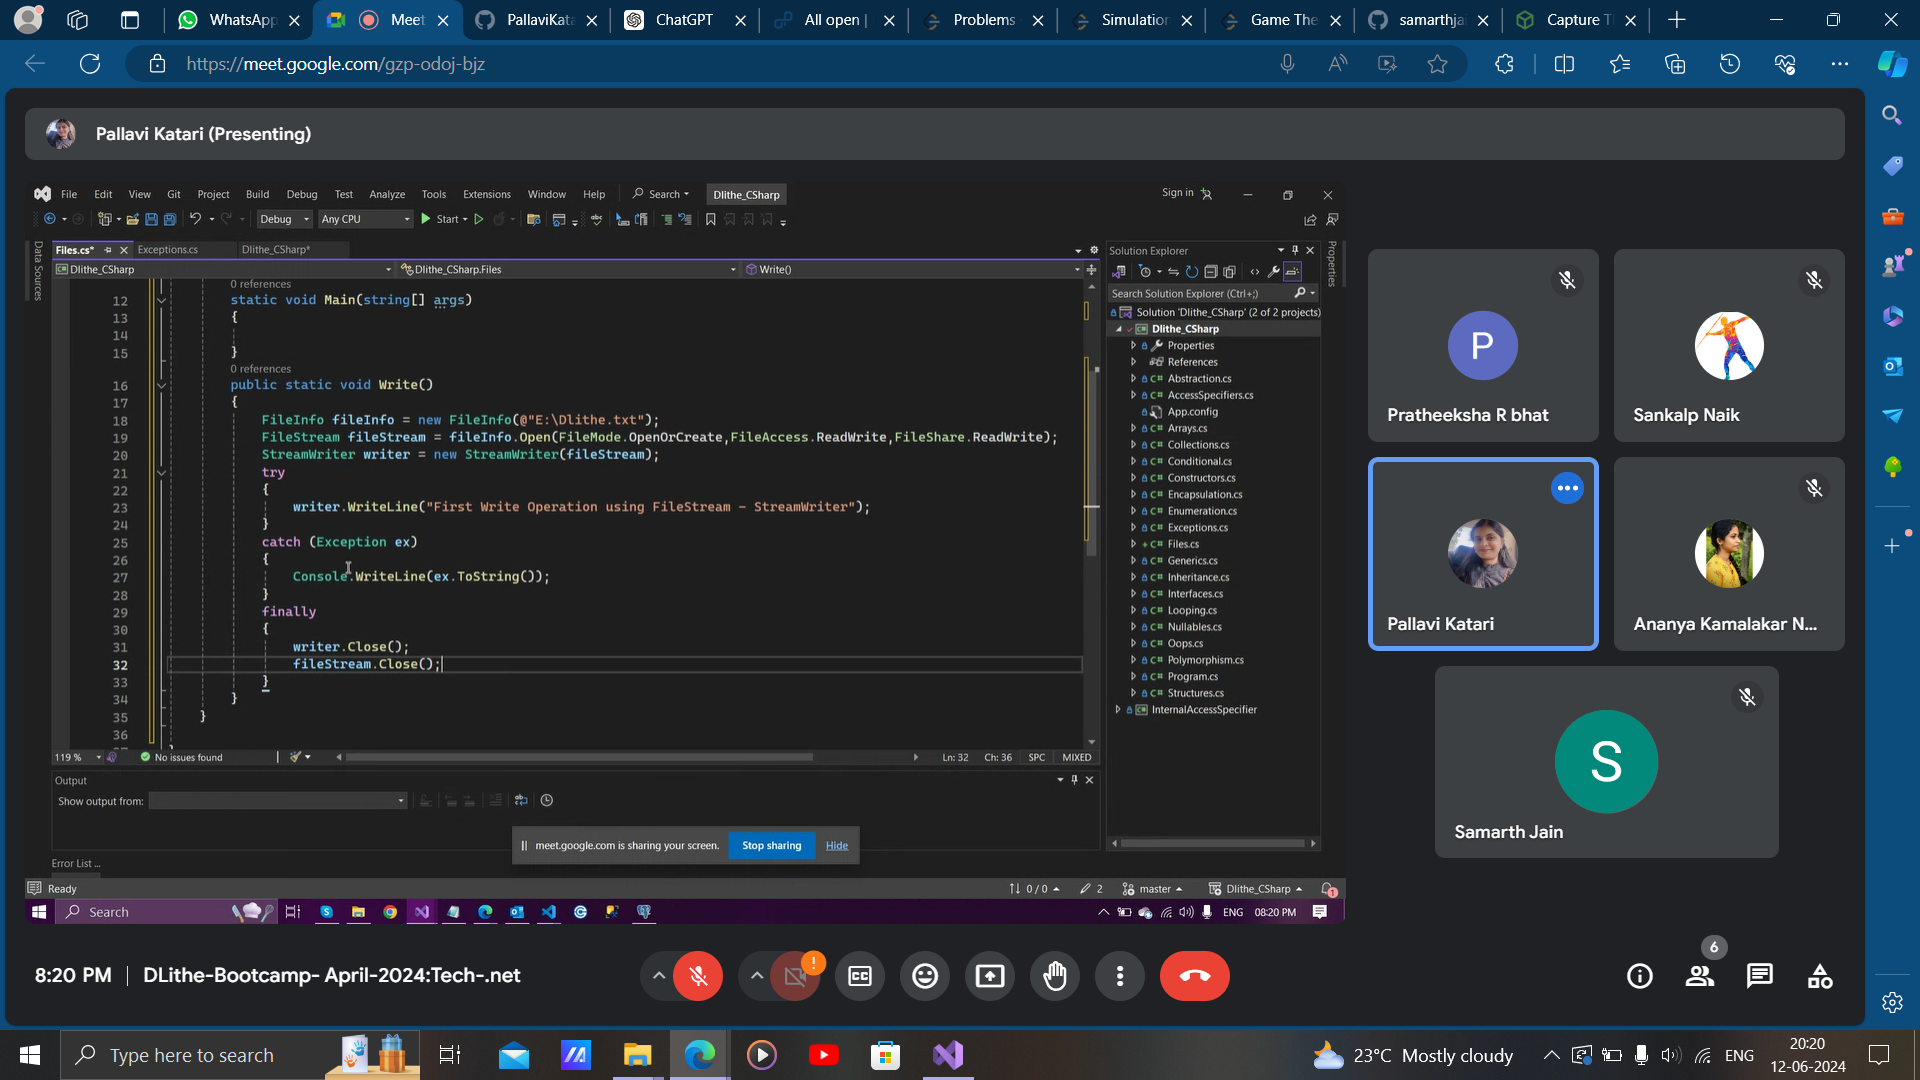 WhatsApp
Meet
PallaviKata
ChatGPT
All open |
Problems
Simulation
Game The
samarthja
Capture T
https://meet.google.com/gzp-odoj-bjz
Pallavi Katari (Presenting)
File Edit View Git Project Build Debug Test Analyze Tools Extensions Window Help Search Dlithe_CSharp Sign in
Debug Any CPU Start
Data Sources
Files.cs* Exceptions.cs Dlithe_CSharp*
Dlithe_CSharp Dlithe_CSharp.Files Write()
0 references
12 static void Main(string[] args)
13 {
14
15 }
0 references
16 public static void Write()
17 {
18 FileInfo fileInfo = new FileInfo(@"E:\Dlithe.txt");
19 FileStream fileStream = fileInfo.Open(FileMode.OpenOrCreate,FileAccess.ReadWrite,FileShare.ReadWrite);
20 StreamWriter writer = new StreamWriter(fileStream);
21 try
22 {
23 writer.WriteLine("First Write Operation using FileStream - StreamWriter");
24 }
25 catch (Exception ex)
26 {
27 Console.WriteLine(ex.ToString());
28 }
29 finally
30 {
31 writer.Close();
32 fileStream.Close();
33 }
34 }
35 }
36
119 % No issues found Ln: 32 Ch: 36 SPC MIXED
Output
Show output from:
Error List ...
meet.google.com is sharing your screen. Stop sharing Hide
Solution Explorer
Properties
Search Solution Explorer (Ctrl+;)
Solution 'Dlithe_CSharp' (2 of 2 projects)
Dlithe_CSharp
Properties
References
Abstraction.cs
AccessSpecifiers.cs
App.config
Arrays.cs
Collections.cs
Conditional.cs
Constructors.cs
Encapsulation.cs
Enumeration.cs
Exceptions.cs
Files.cs
Generics.cs
Inheritance.cs
Interfaces.cs
Looping.cs
Nullables.cs
Oops.cs
Polymorphism.cs
Program.cs
Structures.cs
InternalAccessSpecifier
Ready 0 / 0 2 master Dlithe_CSharp 1
Search ENG 08:20 PM
P
Pratheeksha R bhat
Sankalp Naik
Pallavi Katari
Ananya Kamalakar N...
S
Samarth Jain
8:20 PM | DLithe-Bootcamp- April-2024:Tech-.net
6
Type here to search
23°C Mostly cloudy
ENG
20:20
12-06-2024